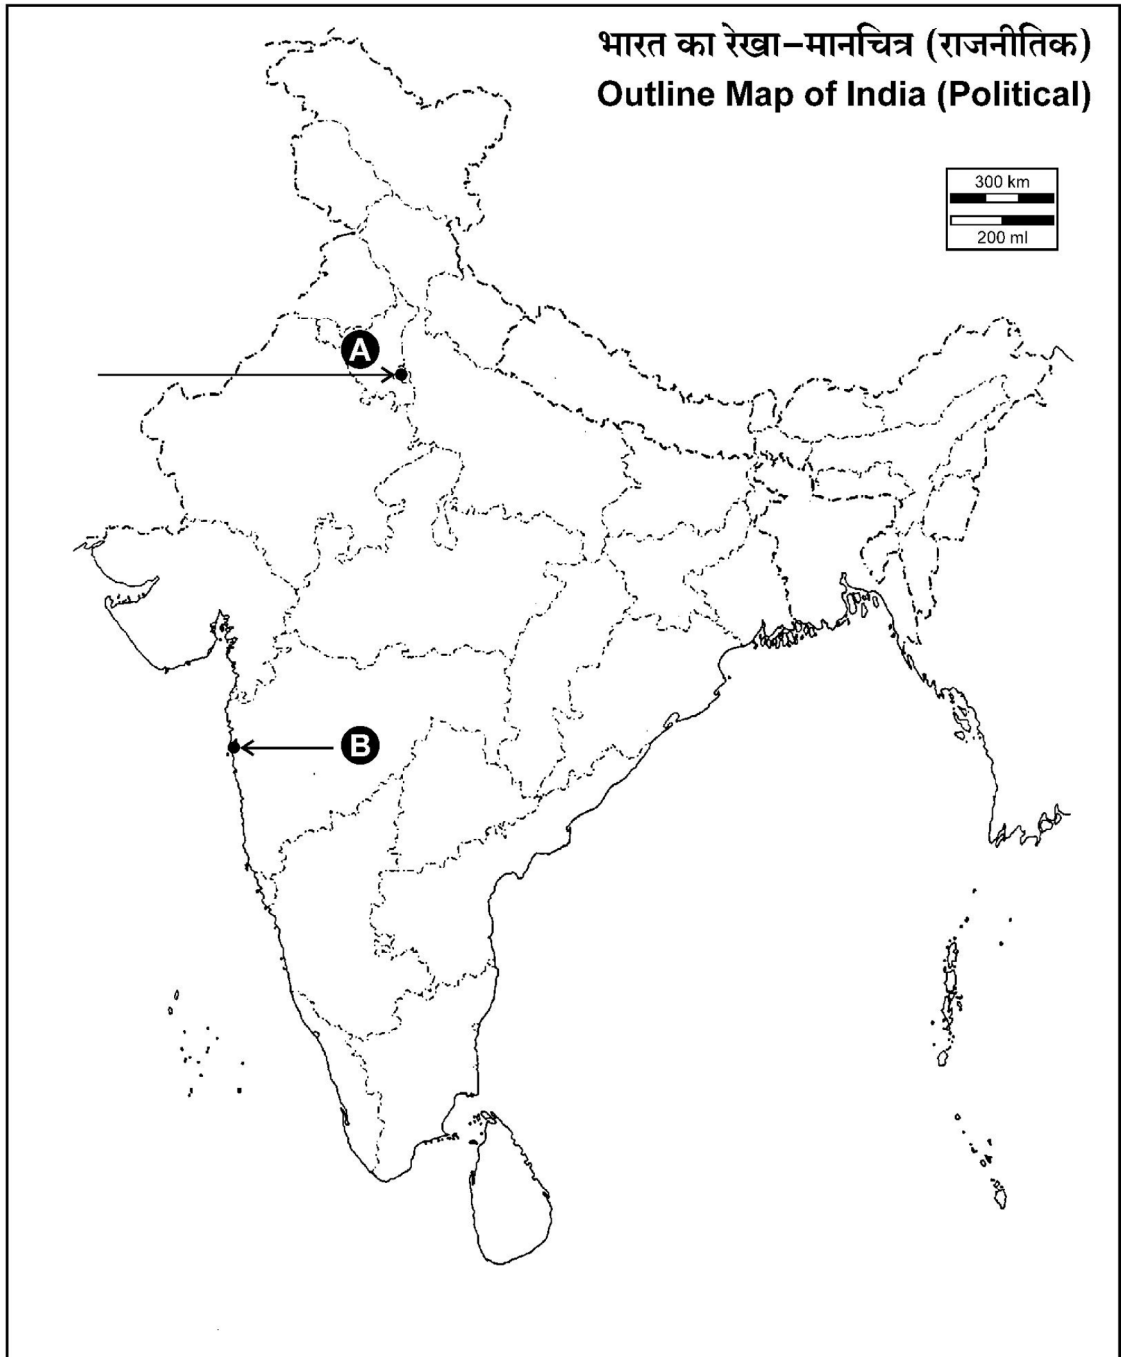 भारत का रेखा–मानचित्र (राजनीतिक)
Outline Map of India (Political)
300 km
200 ml
A
B